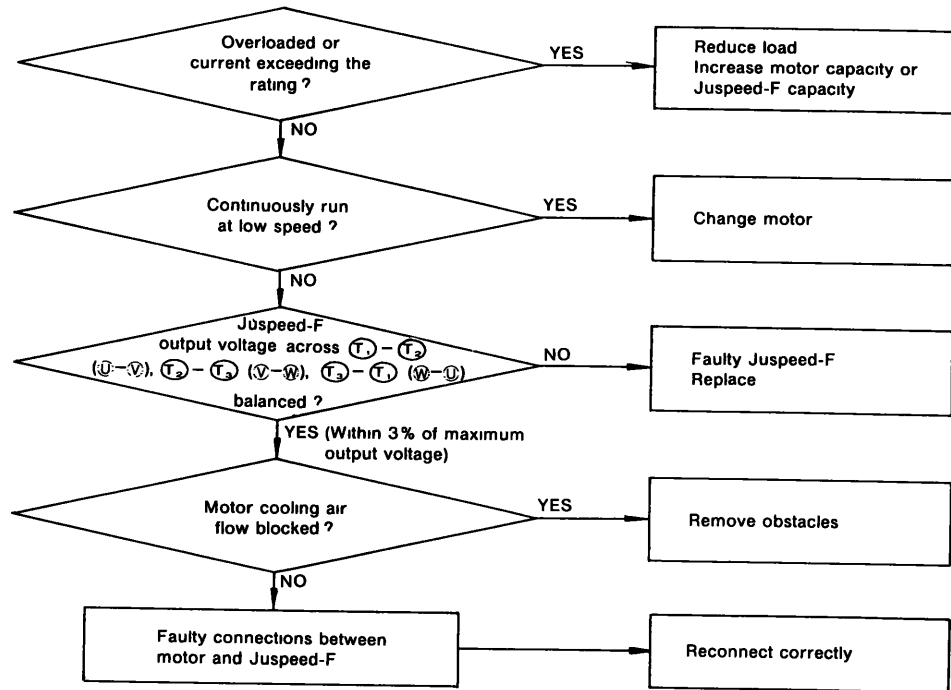 Overloaded or
current exceeding the
rating?
YES
Reduce load
Increase motor capacity or
Juspeed-F capacity
NO
Continuously run
at low speed?
YES
Change motor
NO
Juspeed-F
output voltage across T₁ – T₂
(U–V), T₂ – T₃ (V–W), T₃ – T₁ (W–U)
balanced?
NO
Faulty Juspeed-F
Replace
YES (Within 3% of maximum
output voltage)
Motor cooling air
flow blocked?
YES
Remove obstacles
NO
Faulty connections between
motor and Juspeed-F
Reconnect correctly